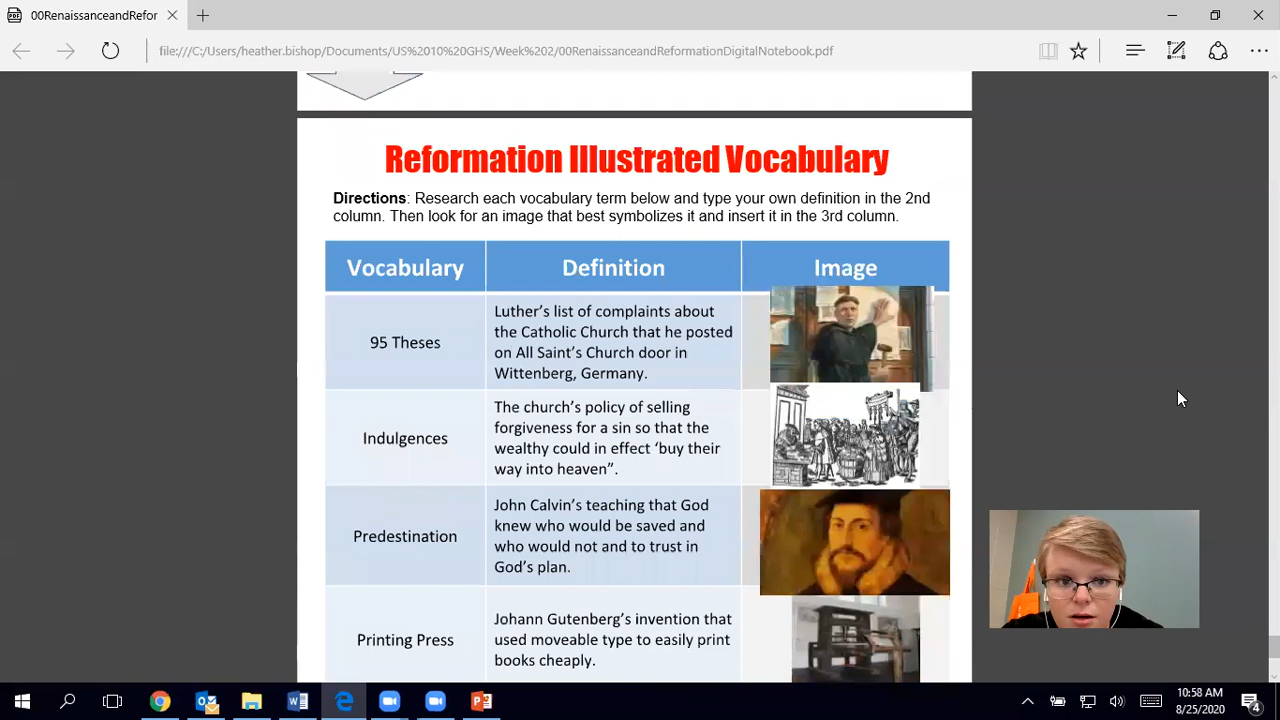 00RenaissanceandRefor
file:///C:/Users/heather.bishop/Documents/US%2010%20GHS/Week%202/00RenaissanceandReformationDigitalNotebook.pdf
Reformation Illustrated Vocabulary
Directions: Research each vocabulary term below and type your own definition in the 2nd
column. Then look for an image that best symbolizes it and insert it in the 3rd column.
Vocabulary
Definition
Image
95 Theses
Luther's list of complaints about
the Catholic Church that he posted
on All Saint's Church door in
Wittenberg, Germany.
Indulgences
The church's policy of selling
forgiveness for a sin so that the
wealthy could in effect 'buy their
way into heaven".
Predestination
John Calvin's teaching that God
knew who would be saved and
who would not and to trust in
God's plan.
Printing Press
Johann Gutenberg's invention that
used moveable type to easily print
books cheaply.
10:58 AM
8/25/2020
4